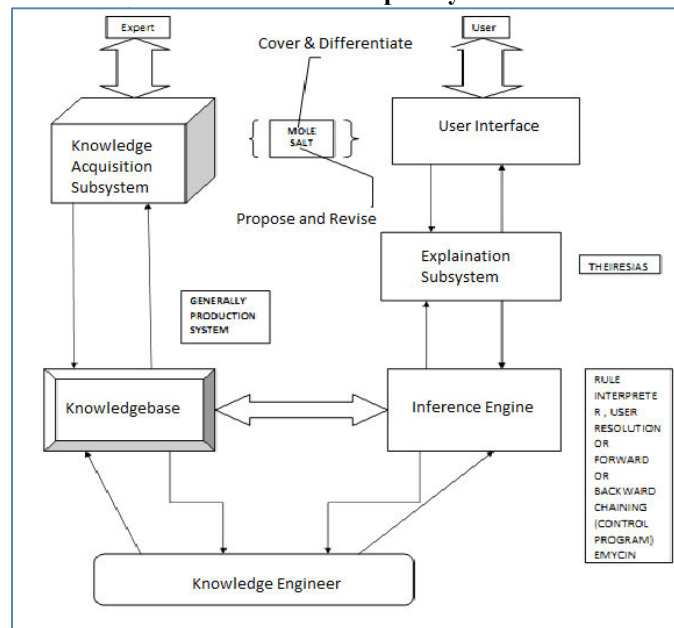 Expert
User
Cover & Differentiate
Knowledge
Acquisition
Subsystem
MOLE
SALT
User Interface
Propose and Revise
Explaination
Subsystem
THEIRESIAS
GENERALLY
PRODUCTION
SYSTEM
Knowledgebase
Inference Engine
RULE
INTERPRETE
R , USER
RESOLUTION
OR
FORWARD
OR
BACKWARD
CHAINING
(CONTROL
PROGRAM)
EMYCIN
Knowledge Engineer